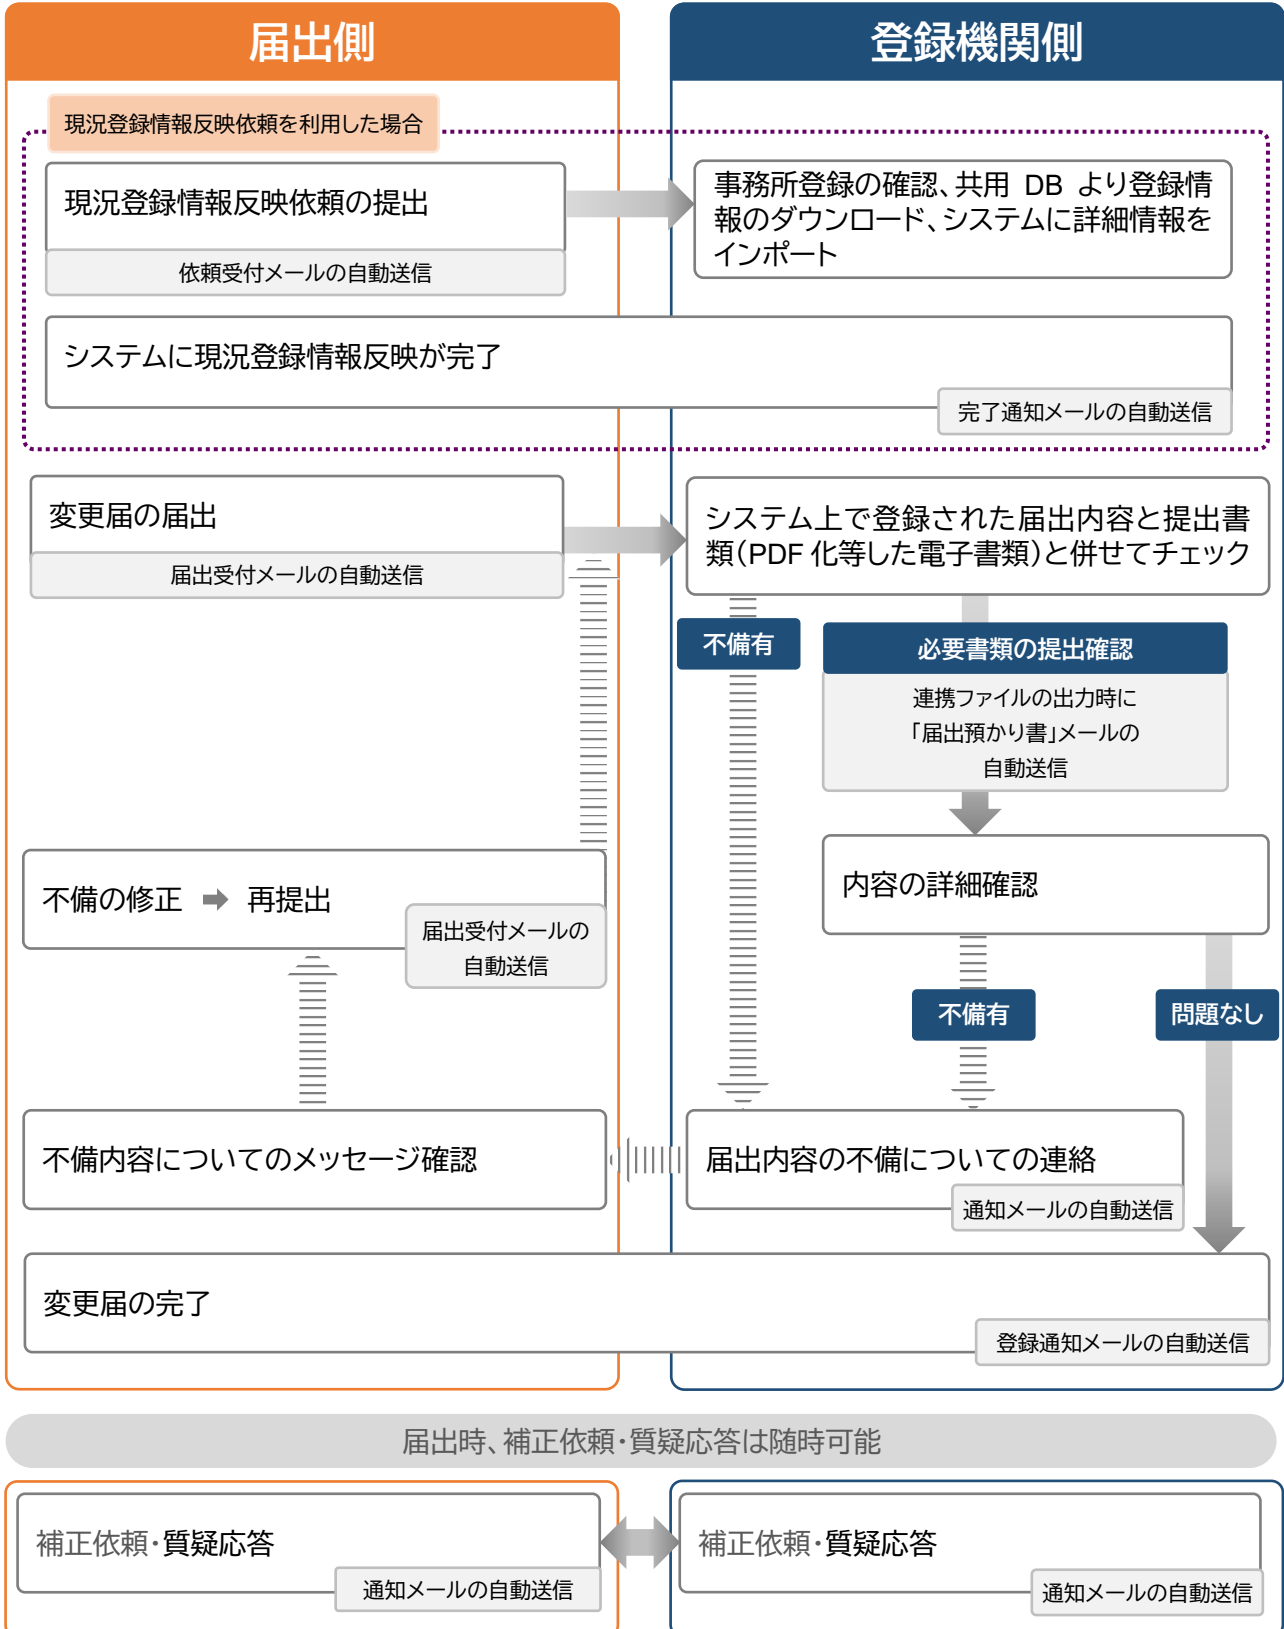 届出側
登録機関側
現況登録情報反映依頼を利用した場合
現況登録情報反映依頼の提出
依頼受付メールの自動送信
事務所登録の確認、共用 DB より登録情
報のダウンロード、システムに詳細情報を
インポート
システムに現況登録情報反映が完了
完了通知メールの自動送信
変更届の届出
届出受付メールの自動送信
システム上で登録された届出内容と提出書
類（PDF 化等した電子書類）と併せてチェック
不備有
必要書類の提出確認
連携ファイルの出力時に
「届出預かり書」メールの
自動送信
不備の修正 ➡ 再提出
届出受付メールの
自動送信
内容の詳細確認
不備有
問題なし
不備内容についてのメッセージ確認
届出内容の不備についての連絡
通知メールの自動送信
変更届の完了
登録通知メールの自動送信
届出時、補正依頼・質疑応答は随時可能
補正依頼・質疑応答
通知メールの自動送信
補正依頼・質疑応答
通知メールの自動送信